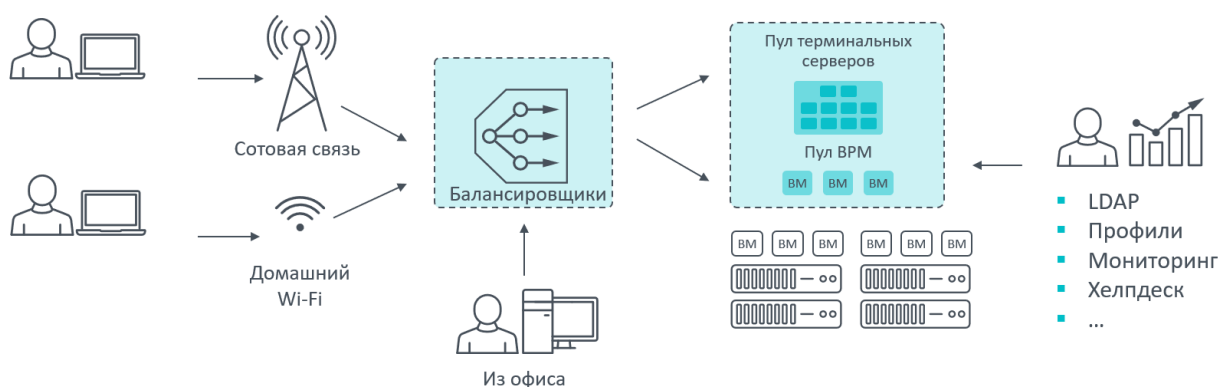 Сотовая связь
Домашний
Wi-Fi
Балансировщики
Из офиса
Пул терминальных
серверов
Пул ВРМ
ВМ ВМ ВМ
ВМ ВМ ВМ ВМ ВМ ВМ
LDAP
Профили
Мониторинг
Хелпдеск
...